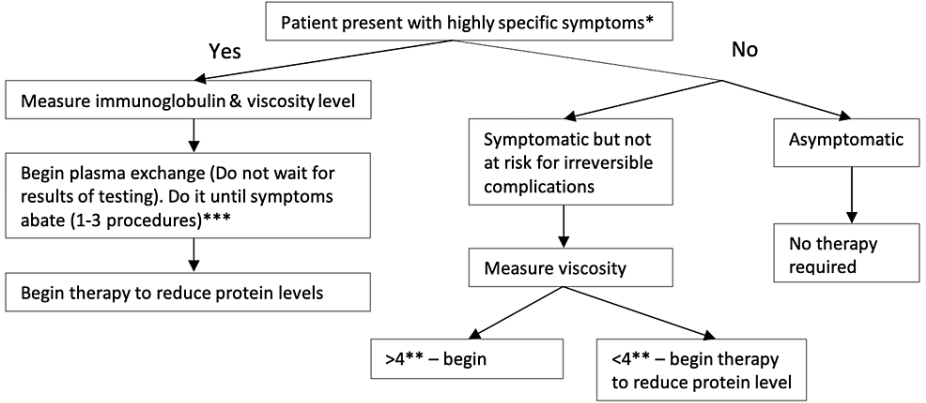 Patient present with highly specific symptoms*
Yes
No
Measure immunoglobulin & viscosity level
Symptomatic but not
at risk for irreversible
complications
Asymptomatic
Begin plasma exchange (Do not wait for
results of testing). Do it until symptoms
abate (1-3 procedures)***
No therapy
required
Measure viscosity
Begin therapy to reduce protein levels
>4** – begin
<4** – begin therapy
to reduce protein level